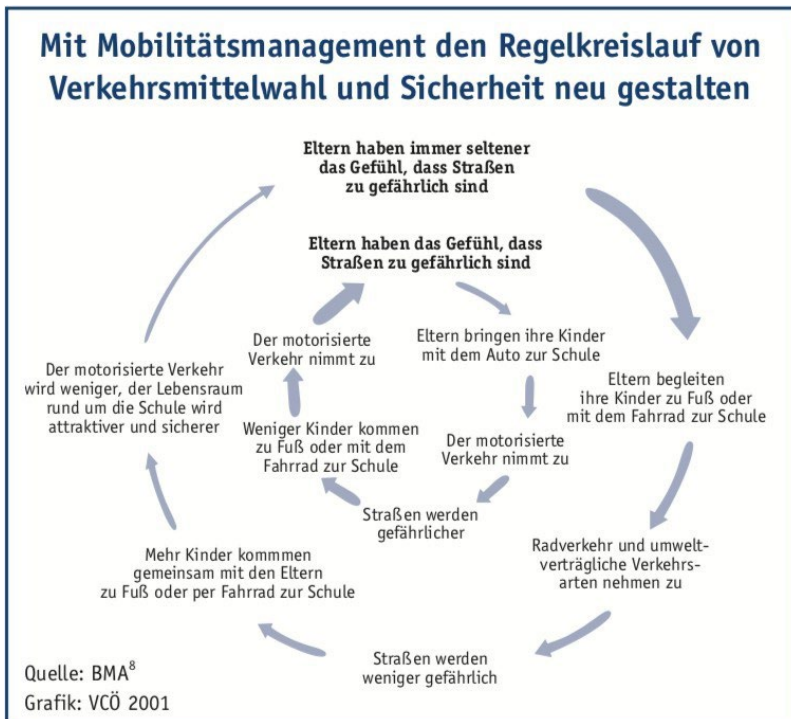 Mit Mobilitätsmanagement den Regelkreislauf von
Verkehrsmittelwahl und Sicherheit neu gestalten
Eltern haben immer seltener
das Gefühl, dass Straßen
zu gefährlich sind
Eltern begleiten
ihre Kinder zu Fuß oder
mit dem Fahrrad zur Schule
Radverkehr und umwelt-
verträgliche Verkehrs-
arten nehmen zu
Straßen werden
weniger gefährlich
Mehr Kinder kommmen
gemeinsam mit den Eltern
zu Fuß oder per Fahrrad zur Schule
Der motorisierte Verkehr
wird weniger, der Lebensraum
rund um die Schule wird
attraktiver und sicherer
Eltern haben das Gefühl, dass
Straßen zu gefährlich sind
Eltern bringen ihre Kinder
mit dem Auto zur Schule
Der motorisierte
Verkehr nimmt zu
Straßen werden
gefährlicher
Weniger Kinder kommen
zu Fuß oder mit dem
Fahrrad zur Schule
Der motorisierte
Verkehr nimmt zu
Quelle: BMA⁸
Grafik: VCÖ 2001